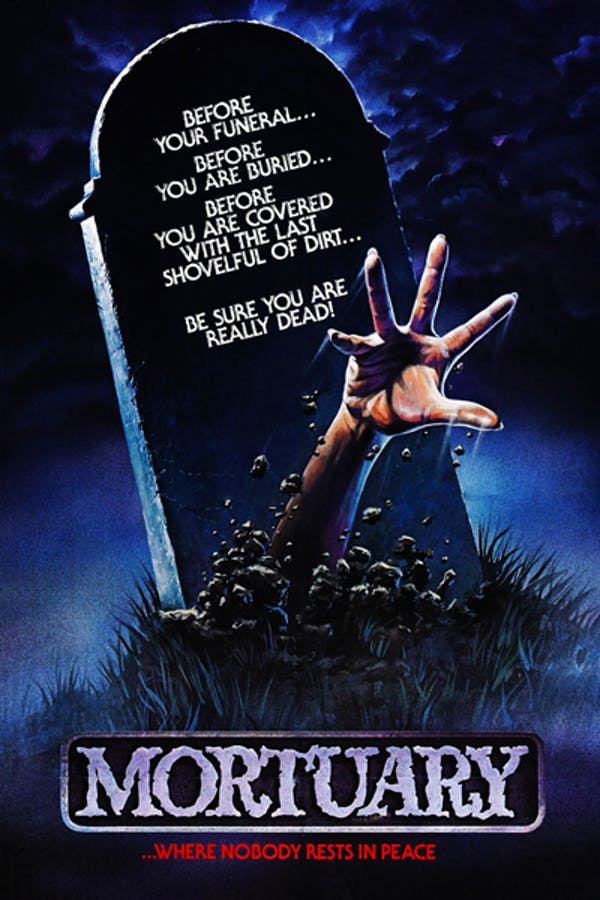 BEFORE
YOUR FUNERAL...
BEFORE
YOU ARE BURIED...
BEFORE
YOU ARE COVERED
WITH THE LAST
SHOVELFUL OF DIRT...
BE SURE YOU ARE
REALLY DEAD!
MORTUARY
...WHERE NOBODY RESTS IN PEACE